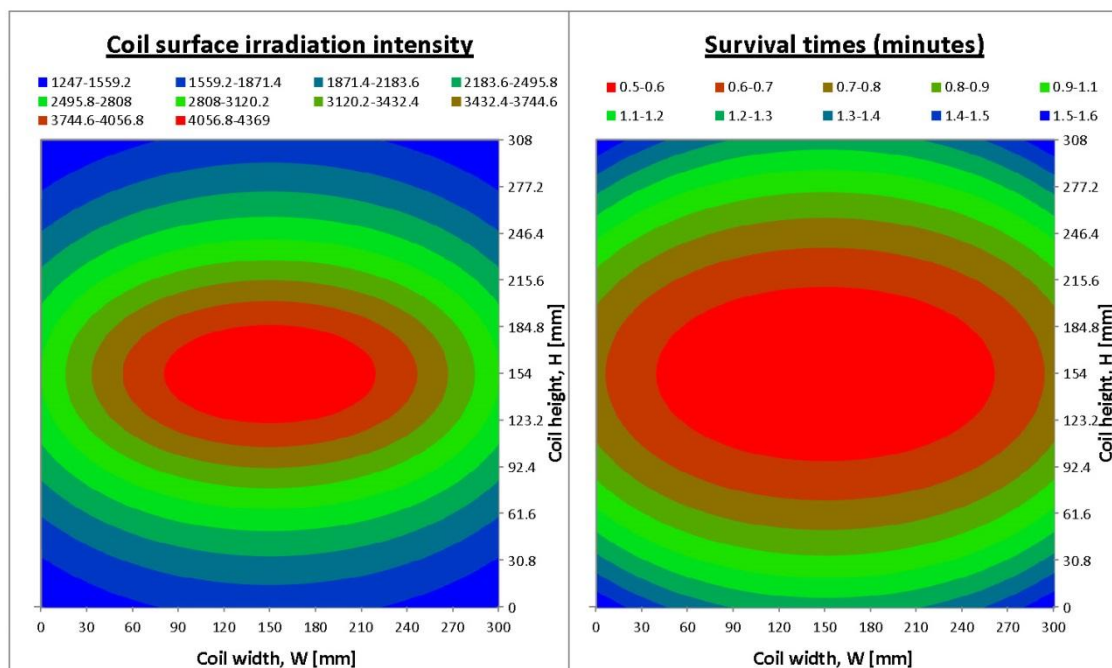 Coil surface irradiation intensity
1247-1559.2 1559.2-1871.4 1871.4-2183.6 2183.6-2495.8
2495.8-2808 2808-3120.2 3120.2-3432.4 3432.4-3744.6
3744.6-4056.8 4056.8-4369
308
277.2
246.4
215.6
184.8
154
123.2
92.4
61.6
30.8
0
Coil height, H [mm]
0 30 60 90 120 150 180 210 240 270 300
Coil width, W [mm]
Survival times (minutes)
0.5-0.6 0.6-0.7 0.7-0.8 0.8-0.9 0.9-1.1
1.1-1.2 1.2-1.3 1.3-1.4 1.4-1.5 1.5-1.6
308
277.2
246.4
215.6
184.8
154
123.2
92.4
61.6
30.8
0
Coil height, H [mm]
0 30 60 90 120 150 180 210 240 270 300
Coil width, W [mm]